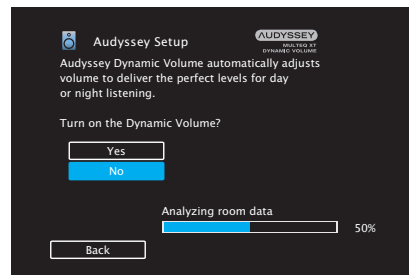 Audyssey Setup
AUDYSSEY
MULTEQ XT
DYNAMIC VOLUME
Audyssey Dynamic Volume automatically adjusts
volume to deliver the perfect levels for day
or night listening.
Turn on the Dynamic Volume?
Yes
No
Analyzing room data
50%
Back